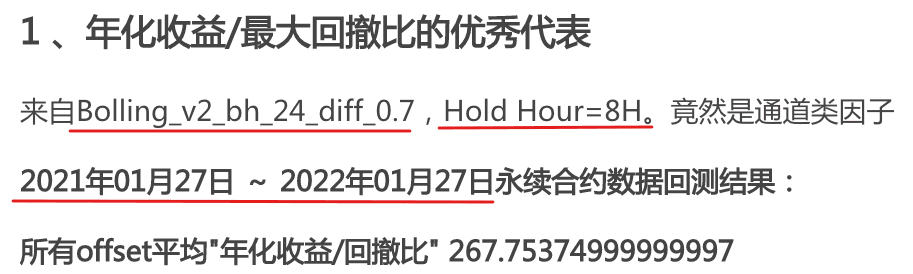 1 、年化收益/最大回撤比的优秀代表
来自Bolling_v2_bh_24_diff_0.7 , Hold Hour=8H。竟然是通道类因子
2021年01月27日 ~ 2022年01月27日永续合约数据回测结果：
所有offset平均"年化收益/回撤比" 267.75374999999997